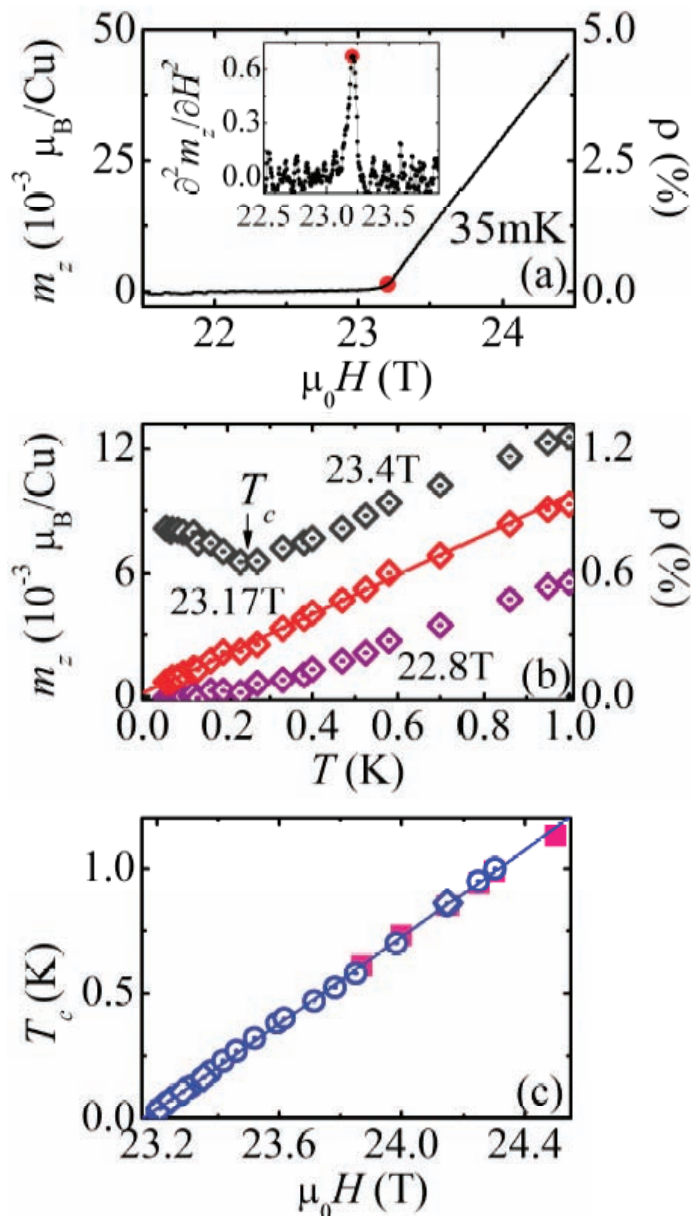 50
5.0
0.6
0.3
0.0
∂²m_z/∂H²
22.5 23.0 23.5
m_z (10⁻³ μ_B/Cu)
25
2.5
ρ (%)
35mK
(a)
0
0.0
22 23 24
μ₀H (T)
12
1.2
23.4T
T_c
m_z (10⁻³ μ_B/Cu)
6
0.6
ρ (%)
23.17T
22.8T
(b)
0
0.0
0.0 0.2 0.4 0.6 0.8 1.0
T (K)
1.0
T_c (K)
0.5
(c)
0.0
23.2 23.6 24.0 24.4
μ₀H (T)